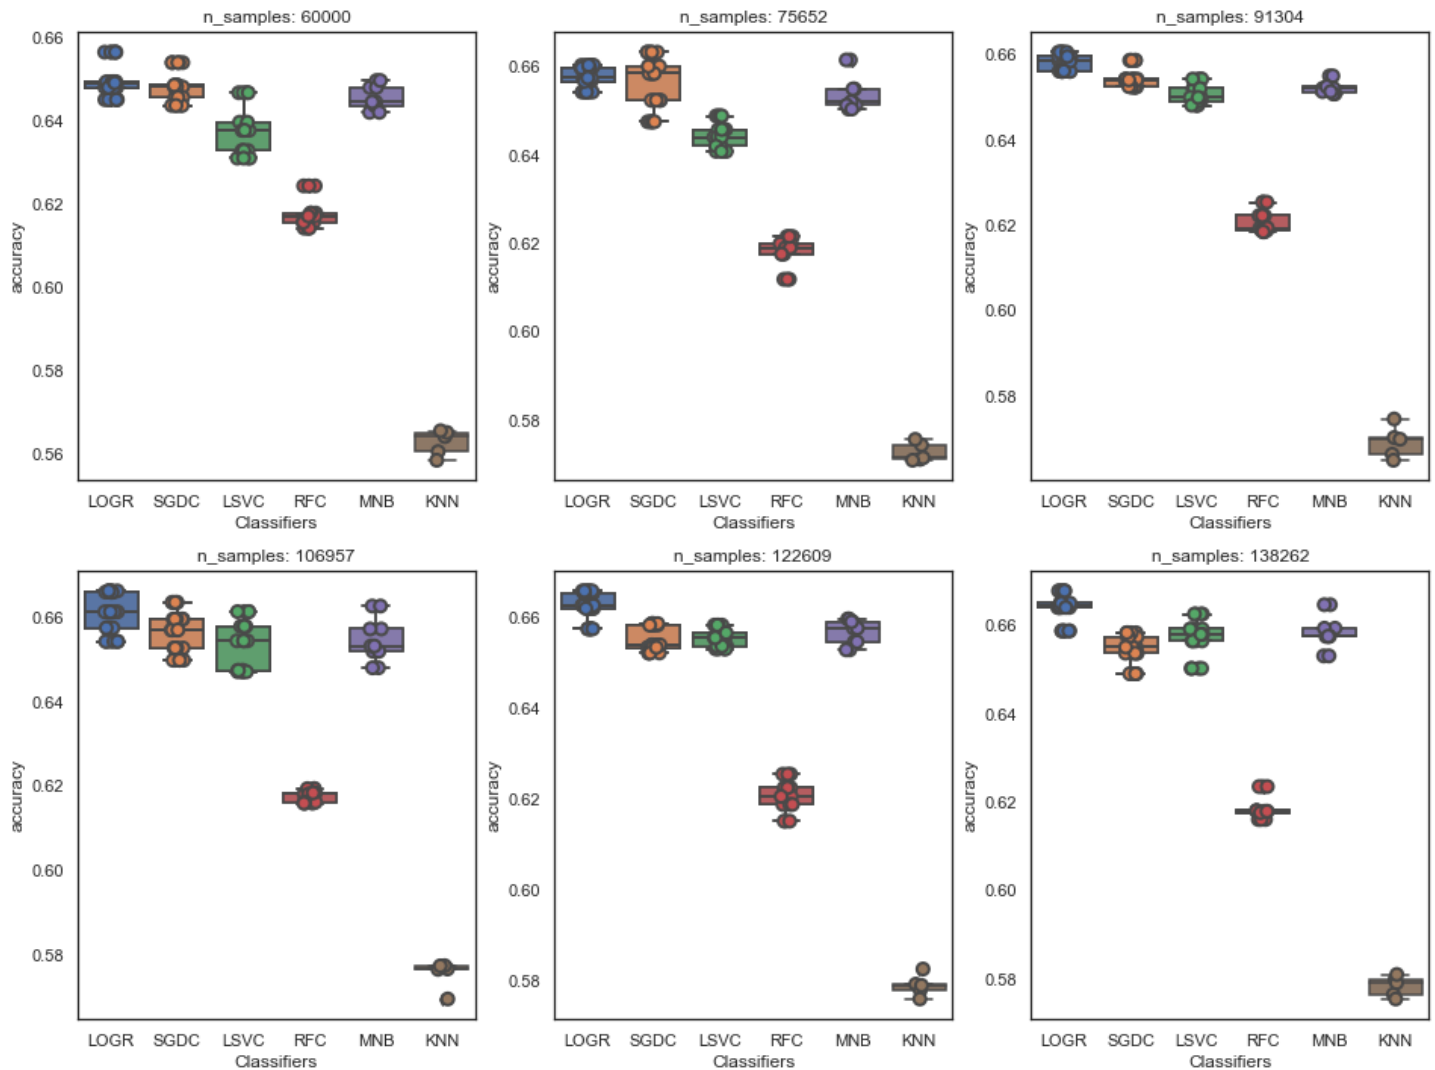 n_samples: 60000
n_samples: 75652
n_samples: 91304
accuracy
0.66
0.64
0.62
0.60
0.58
0.56
LOGR SGDC LSVC RFC MNB KNN
Classifiers
accuracy
0.66
0.64
0.62
0.60
0.58
LOGR SGDC LSVC RFC MNB KNN
Classifiers
accuracy
0.66
0.64
0.62
0.60
0.58
LOGR SGDC LSVC RFC MNB KNN
Classifiers
n_samples: 106957
n_samples: 122609
n_samples: 138262
accuracy
0.66
0.64
0.62
0.60
0.58
LOGR SGDC LSVC RFC MNB KNN
Classifiers
accuracy
0.66
0.64
0.62
0.60
0.58
LOGR SGDC LSVC RFC MNB KNN
Classifiers
accuracy
0.66
0.64
0.62
0.60
0.58
LOGR SGDC LSVC RFC MNB KNN
Classifiers